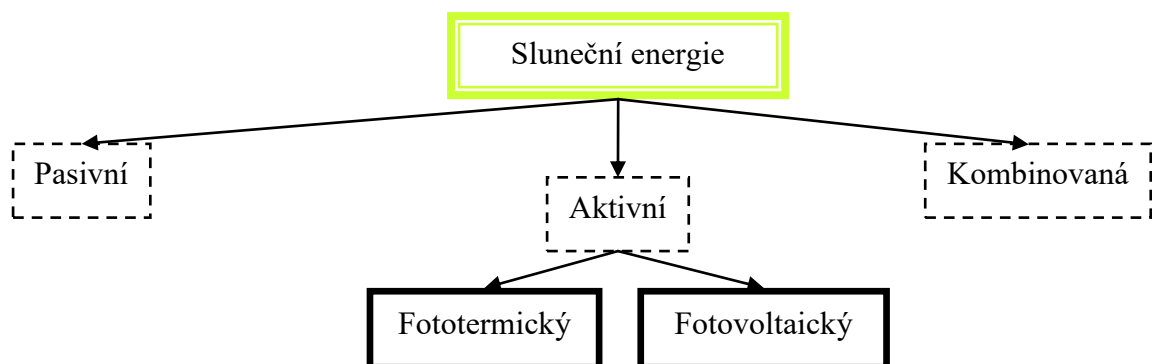 Sluneční energie
Pasivní
Aktivní
Kombinovaná
Fototermický
Fotovoltaický